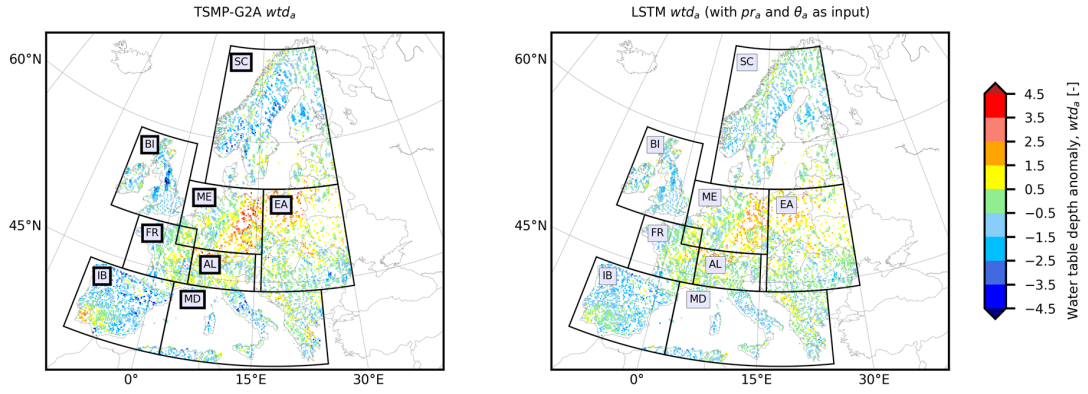 TSMP-G2A wtdₐ
LSTM wtdₐ (with prₐ and θₐ as input)
60°N
45°N
0°
15°E
30°E
SC
BI
ME
EA
FR
AL
IB
MD
0°
15°E
30°E
SC
BI
ME
EA
FR
AL
IB
MD
4.5
3.5
2.5
1.5
0.5
−0.5
−1.5
−2.5
−3.5
−4.5
Water table depth anomaly, wtdₐ [-]